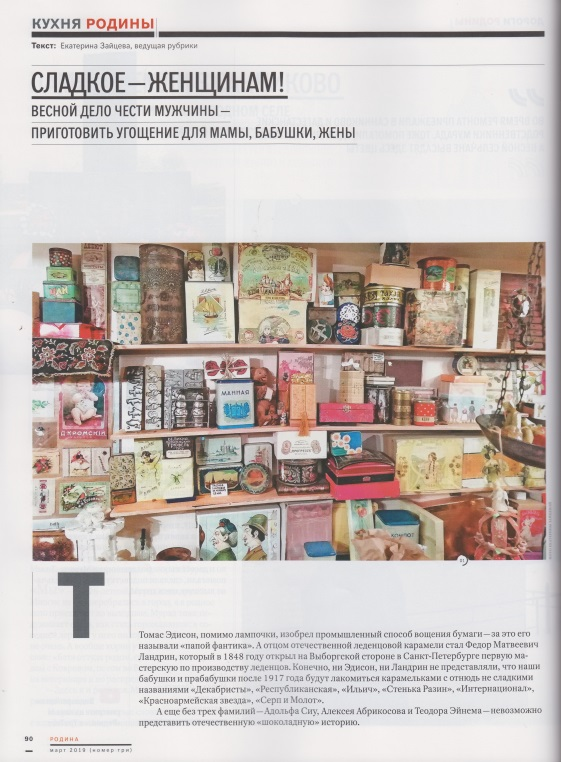 КУХНЯ РОДИНЫ
Текст: Екатерина Зайцева, ведущая рубрики
СЛАДКОЕ — ЖЕНЩИНАМ!
ВЕСНОЙ ДЕЛО ЧЕСТИ МУЖЧИНЫ —
ПРИГОТОВИТЬ УГОЩЕНИЕ ДЛЯ МАМЫ, БАБУШКИ, ЖЕНЫ
МАННАЯ
Т
Томас Эдисон, помимо лампочки, изобрел промышленный способ вощения бумаги — за это его
называли «папой фантика». А отцом отечественной леденцовой карамели стал Федор Матвеевич
Ландрин, который в 1848 году открыл на Выборгской стороне в Санкт-Петербурге первую ма-
стерскую по производству леденцов. Конечно, ни Эдисон, ни Ландрин не представляли, что наши
бабушки и прабабушки после 1917 года будут лакомиться карамельками с отнюдь не сладкими
названиями «Декабристы», «Республиканская», «Ильич», «Стенька Разин», «Интернационал»,
«Красноармейская звезда», «Серп и Молот».
А еще без трех фамилий — Адольфа Сиу, Алексея Абрикосова и Теодора Эйнема — невозможно
представить отечественную «шоколадную» историю.
90 РОДИНА
март 2019 (номер три)